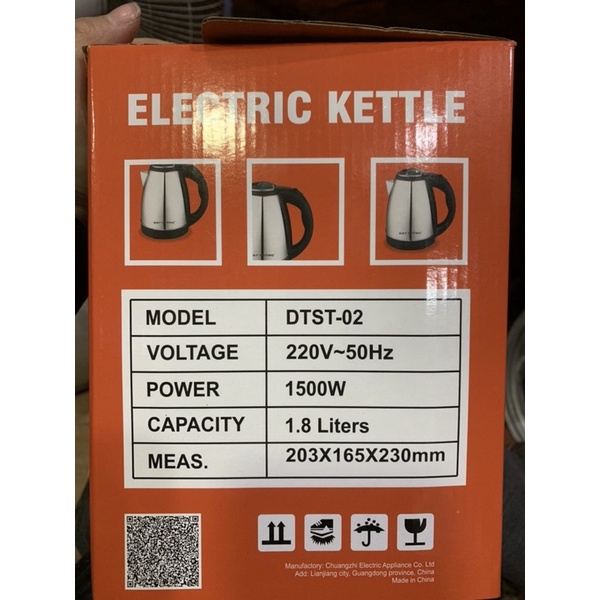 ELECTRIC KETTLE
MODEL DTST-02
VOLTAGE 220V~50Hz
POWER 1500W
CAPACITY 1.8 Liters
MEAS. 203X165X230mm
Manufactory: Chuangzhi Electric Appliance Co. Ltd
Add: Lianjiang city, Guangdong province, China
Made in China